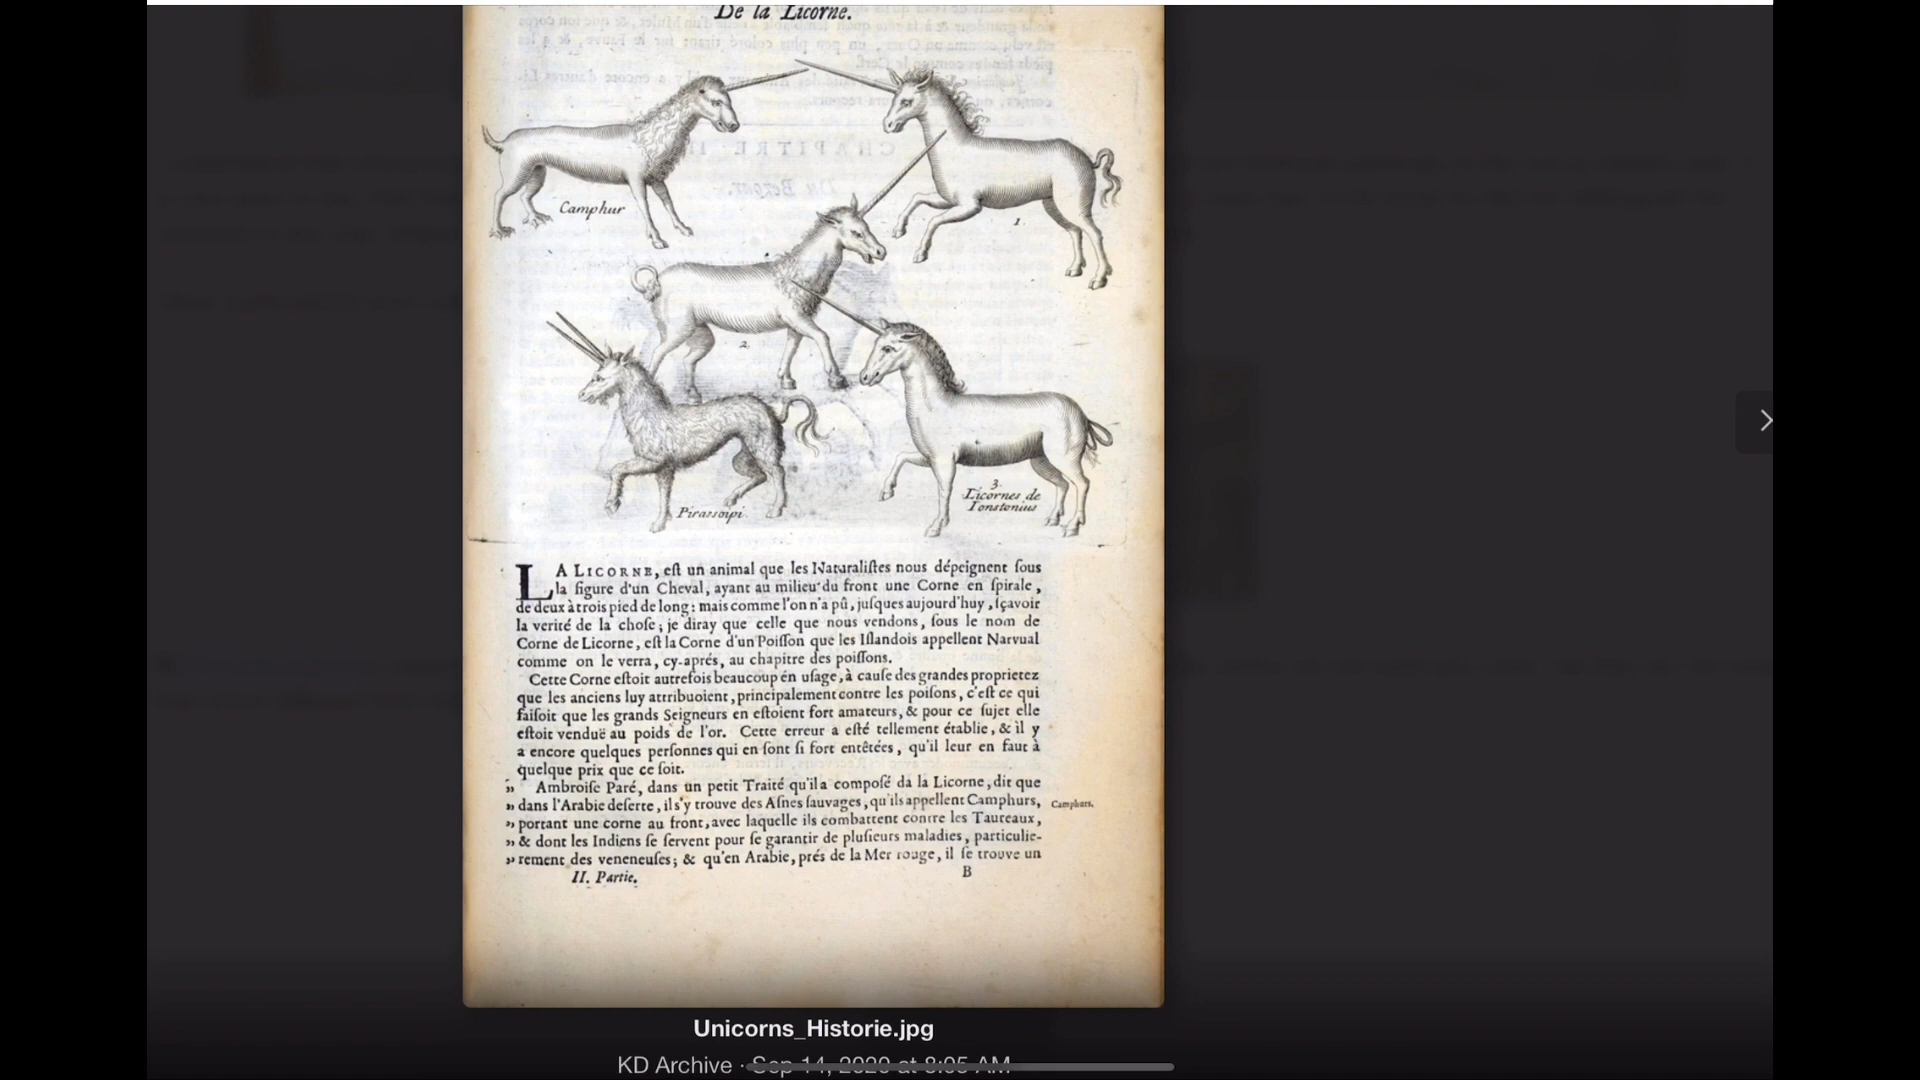 De la Licorne.
Camphur
1.
2.
3.
Licornes de
Ionstonius
Pirassoipi
LA LICORNE, eſt un animal que les Naturaliſtes nous dépeignent ſous
la figure d'un Cheval, ayant au milieu du front une Corne en ſpirale,
de deux à trois pied de long: mais comme l'on n'a pû, juſques aujourd'huy, ſçavoir
la verité de la choſe; je diray que celle que nous vendons, ſous le nom de
Corne de Licorne, eſt la Corne d'un Poiſſon que les Iſlandois appellent Narvual
comme on le verra, cy-aprés, au chapitre des poiſſons.
Cette Corne eſtoit autrefois beaucoup en uſage, à cauſe des grandes proprietez
que les anciens luy attribuoient, principalement contre les poiſons, c'eſt ce qui
faiſoit que les grands Seigneurs en eſtoient fort amateurs, & pour ce ſujet elle
eſtoit venduë au poids de l'or. Cette erreur a eſté tellement établie, & il y
a encore quelques perſonnes qui en ſont ſi fort entêtées, qu'il leur en faut à
quelque prix que ce ſoit.
„ Ambroiſe Paré, dans un petit Traité qu'il a compoſé da la Licorne, dit que
„ dans l'Arabie deſerte, il s'y trouve des Aſnes ſauvages, qu'ils appellent Camphurs,
Camphurs.
„ portant une corne au front, avec laquelle ils combattent contre les Taureaux,
„ & dont les Indiens ſe ſervent pour ſe garantir de pluſieurs maladies, particulie-
„ rement des veneneuſes; & qu'en Arabie, prés de la Mer rouge, il ſe trouve un
II. Partie.
B
Unicorns_Historie.jpg
KD Archive · Sep 14, 2020 at 8:05 AM